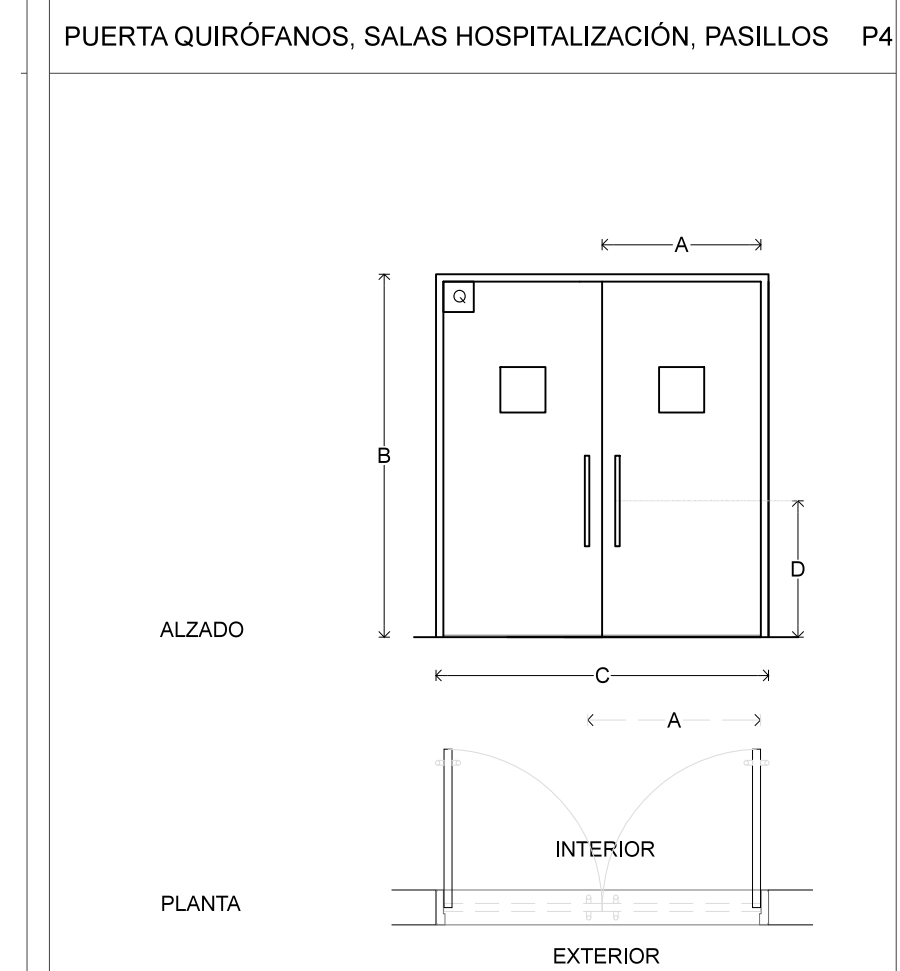 PUERTA QUIRÓFANOS, SALAS HOSPITALIZACIÓN, PASILLOS P4
A
Q
B
D
ALZADO
C
A
INTERIOR
PLANTA
EXTERIOR